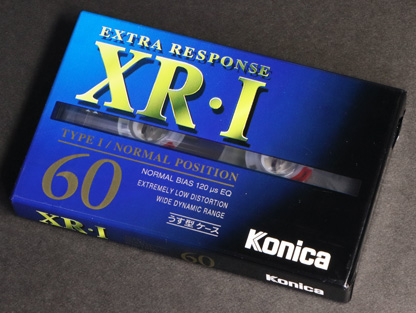 EXTRA RESPONSE
XR·I
TYPE I / NORMAL POSITION
60
NORMAL BIAS 120 µs EQ
EXTREMELY LOW DISTORTION
WIDE DYNAMIC RANGE
うす型ケース
Konica
XR·I
60
Konica